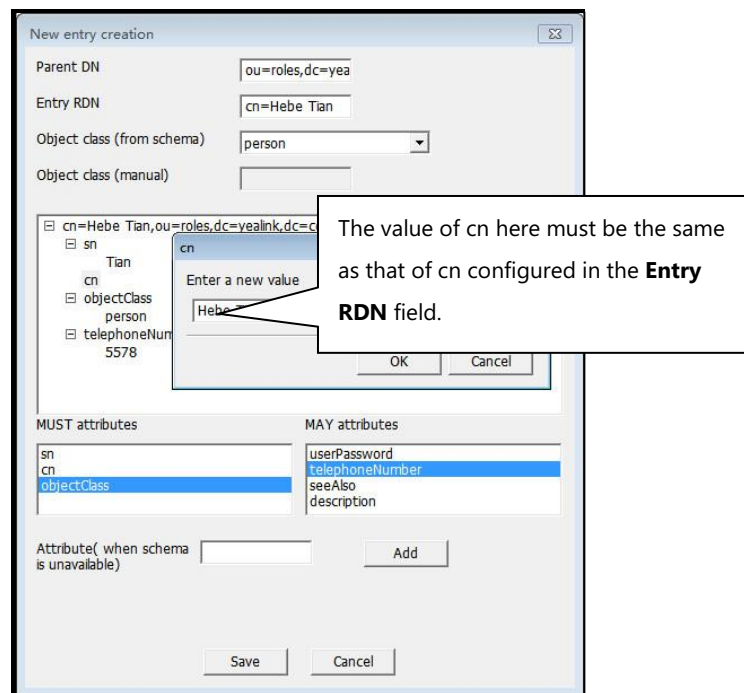 New entry creation
Parent DN
ou=roles,dc=yea
Entry RDN
cn=Hebe Tian
Object class (from schema)
person
Object class (manual)
cn=Hebe Tian,ou=roles,dc=yealink,dc=c
sn
Tian
cn
objectClass
person
telephoneNum
5578
cn
Enter a new value
Hebe
OK Cancel
The value of cn here must be the same
as that of cn configured in the Entry
RDN field.
MUST attributes
sn
cn
objectClass
MAY attributes
userPassword
telephoneNumber
seeAlso
description
Attribute( when schema
is unavailable)
Add
Save Cancel